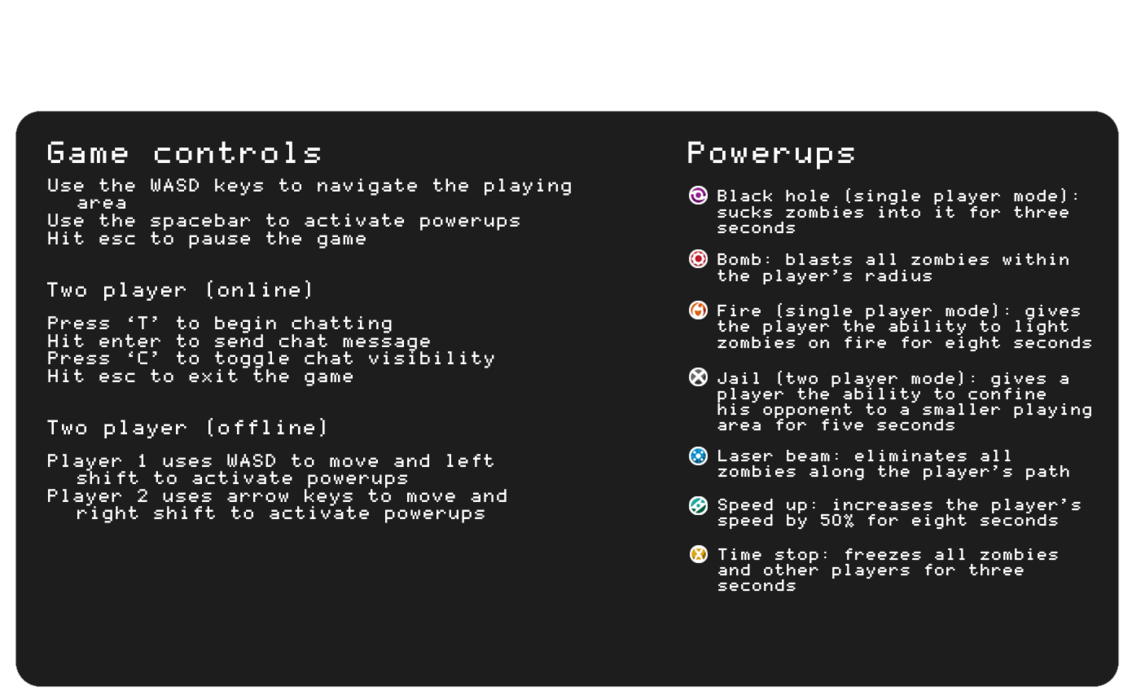 Game controls
Use the WASD keys to navigate the playing
area
Use the spacebar to activate powerups
Hit esc to pause the game
Two player (online)
Press ‘T’ to begin chatting
Hit enter to send chat message
Press ‘C’ to toggle chat visibility
Hit esc to exit the game
Two player (offline)
Player 1 uses WASD to move and left
shift to activate powerups
Player 2 uses arrow keys to move and
right shift to activate powerups
Powerups
Black hole (single player mode):
sucks zombies into it for three
seconds
Bomb: blasts all zombies within
the player’s radius
Fire (single player mode): gives
the player the ability to light
zombies on fire for eight seconds
Jail (two player mode): gives a
player the ability to confine
his opponent to a smaller playing
area for five seconds
Laser beam: eliminates all
zombies along the player’s path
Speed up: increases the player’s
speed by 50% for eight seconds
Time stop: freezes all zombies
and other players for three
seconds